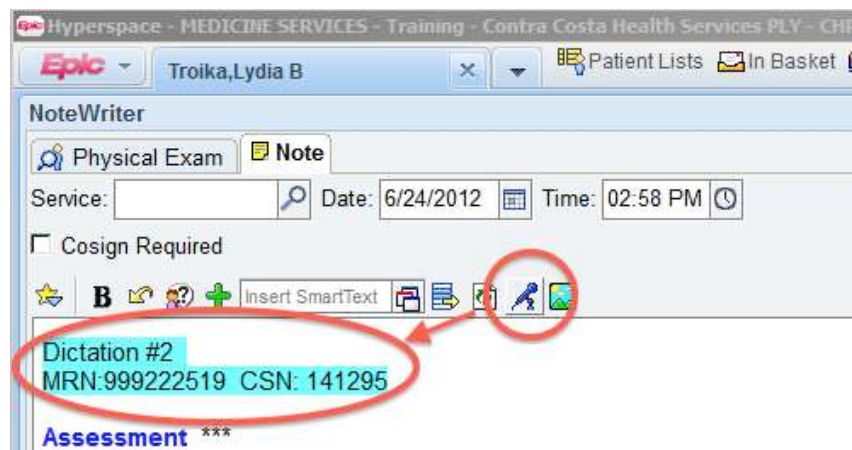 Epic Hyperspace - MEDICINE SERVICES - Training - Contra Costa Health Services PLY - CHR
Epic Troika,Lydia B Patient Lists In Basket
NoteWriter
Physical Exam Note
Service: Date: 6/24/2012 Time: 02:58 PM
Cosign Required
B Insert SmartText
Dictation #2
MRN:999222519 CSN: 141295
Assessment ***